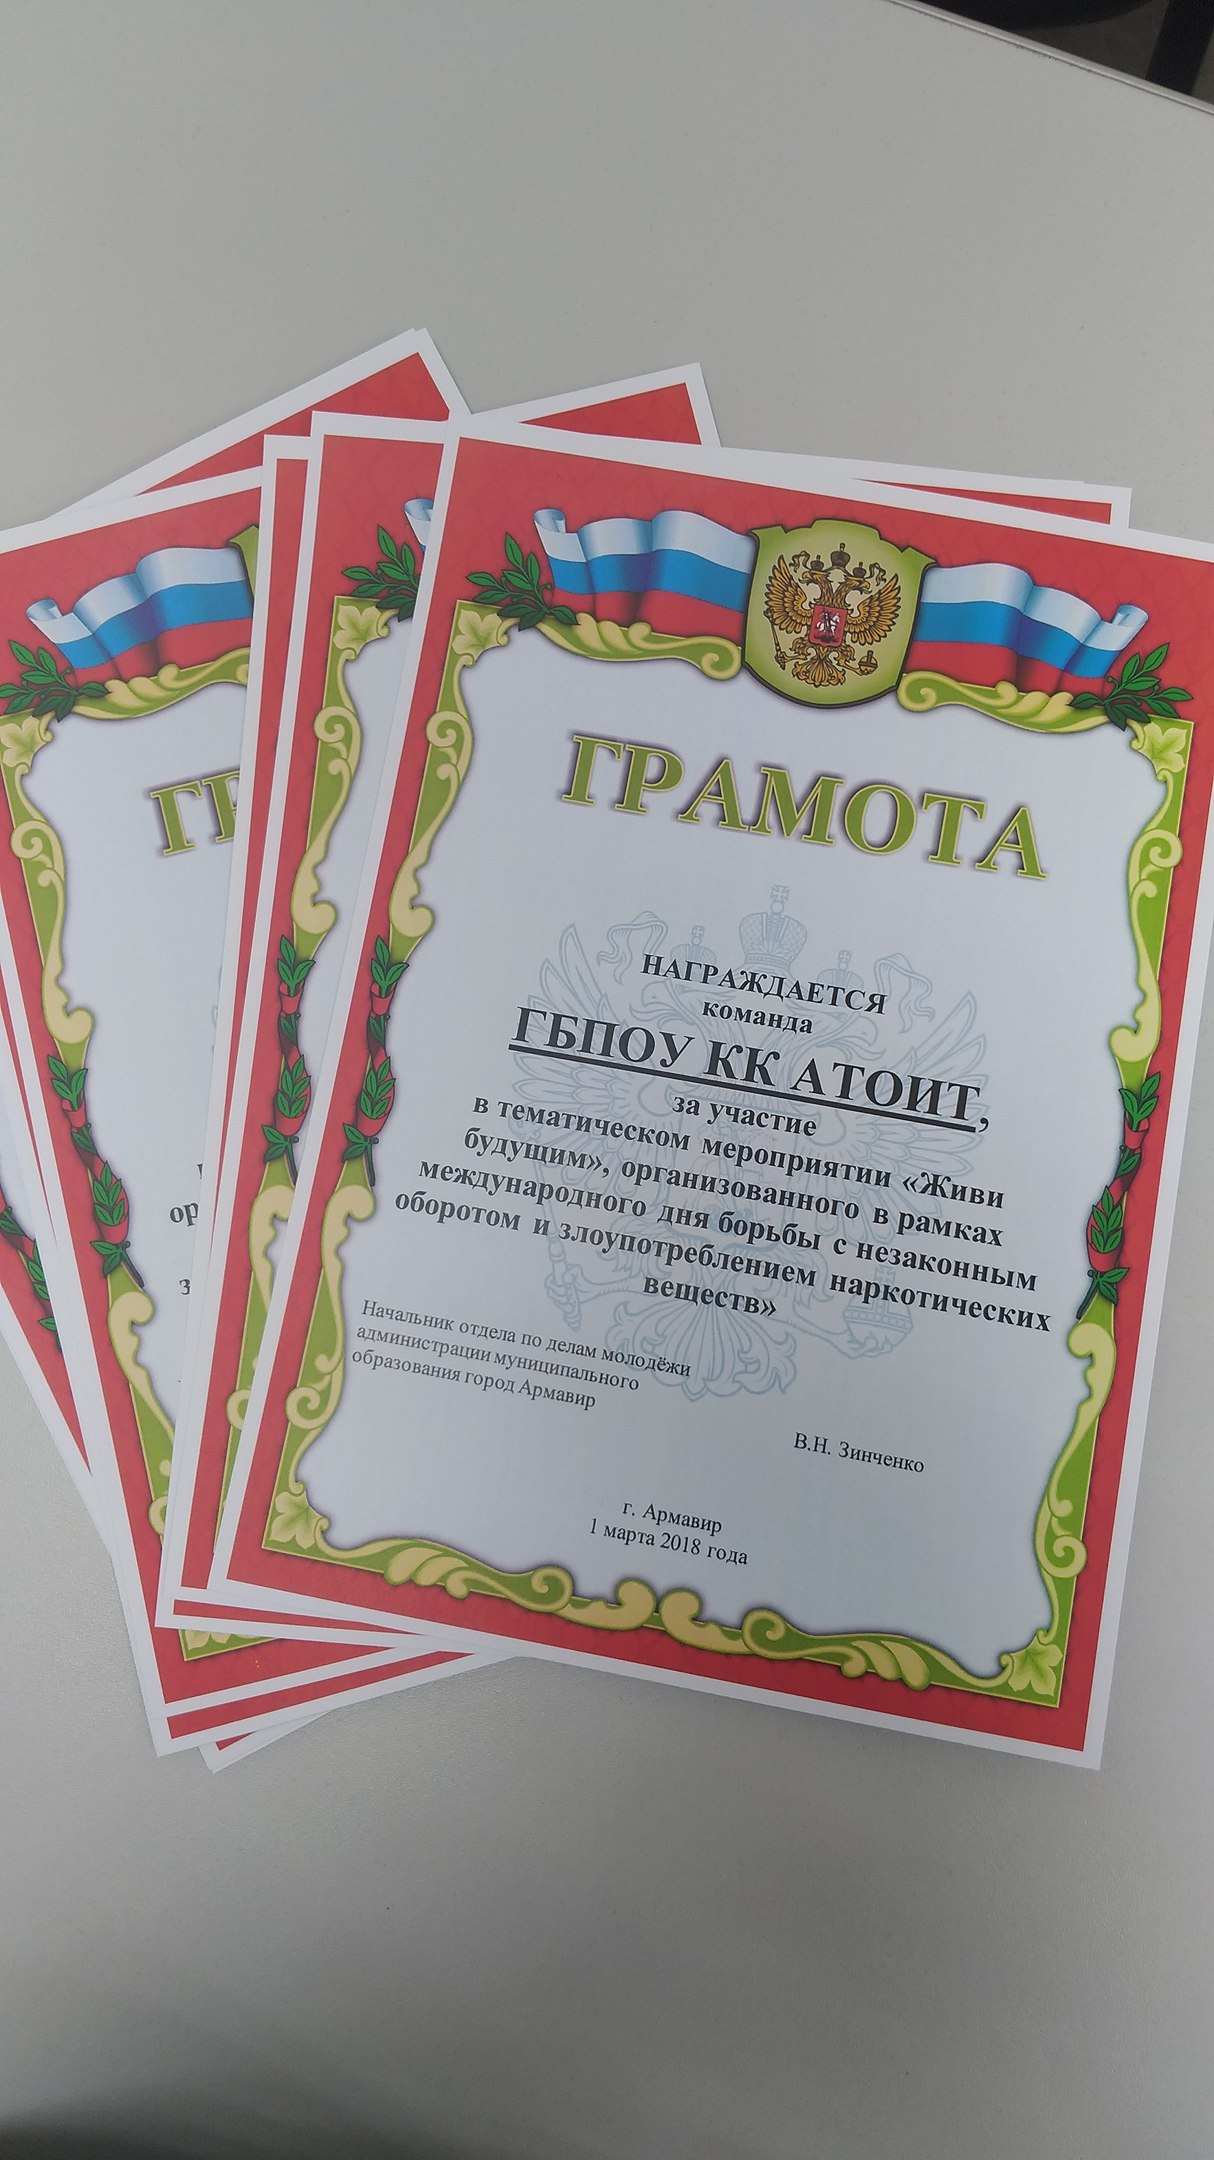 ГРАМОТА
НАГРАЖДАЕТСЯ
команда
ГБПОУ КК АТОИТ,
за участие
в тематическом мероприятии «Живи
будущим», организованного в рамках
международного дня борьбы с незаконным
оборотом и злоупотреблением наркотических
веществ»
Начальник отдела по делам молодёжи
администрации муниципального
образования город Армавир
В.Н. Зинченко
г. Армавир
1 марта 2018 года